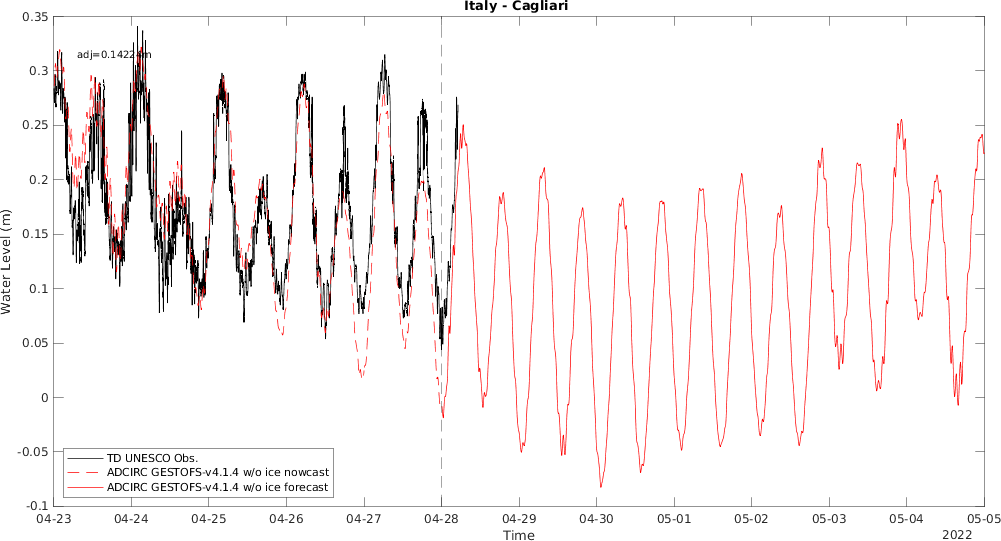 Italy - Cagliari
0.35
adj=0.14224m
0.3
0.25
0.2
0.15
0.1
0.05
0
-0.05
-0.1
Water Level (m)
TD UNESCO Obs.
ADCIRC GESTOFS-v4.1.4 w/o ice nowcast
ADCIRC GESTOFS-v4.1.4 w/o ice forecast
04-23 04-24 04-25 04-26 04-27 04-28 04-29 04-30 05-01 05-02 05-03 05-04 05-05
Time
2022